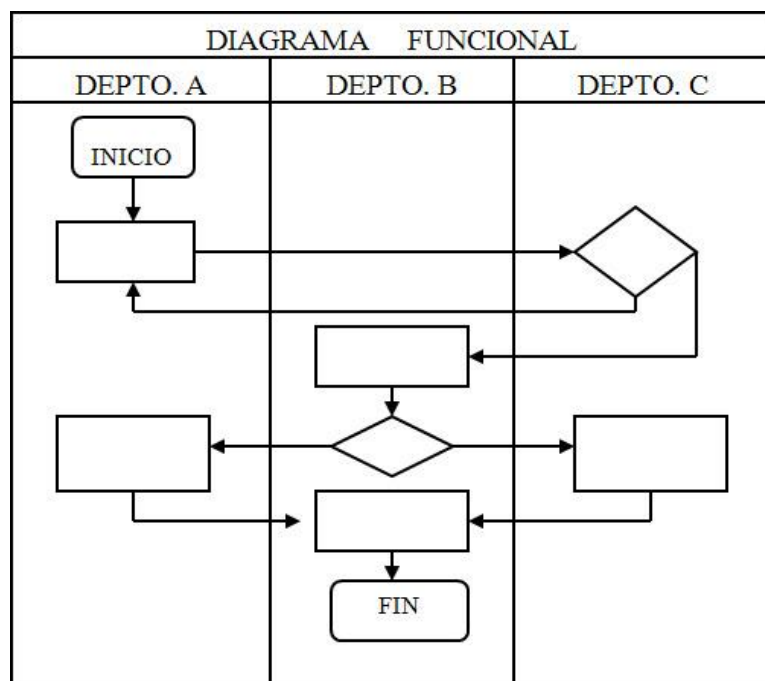 DIAGRAMA FUNCIONAL
DEPTO. A DEPTO. B DEPTO. C
INICIO
FIN